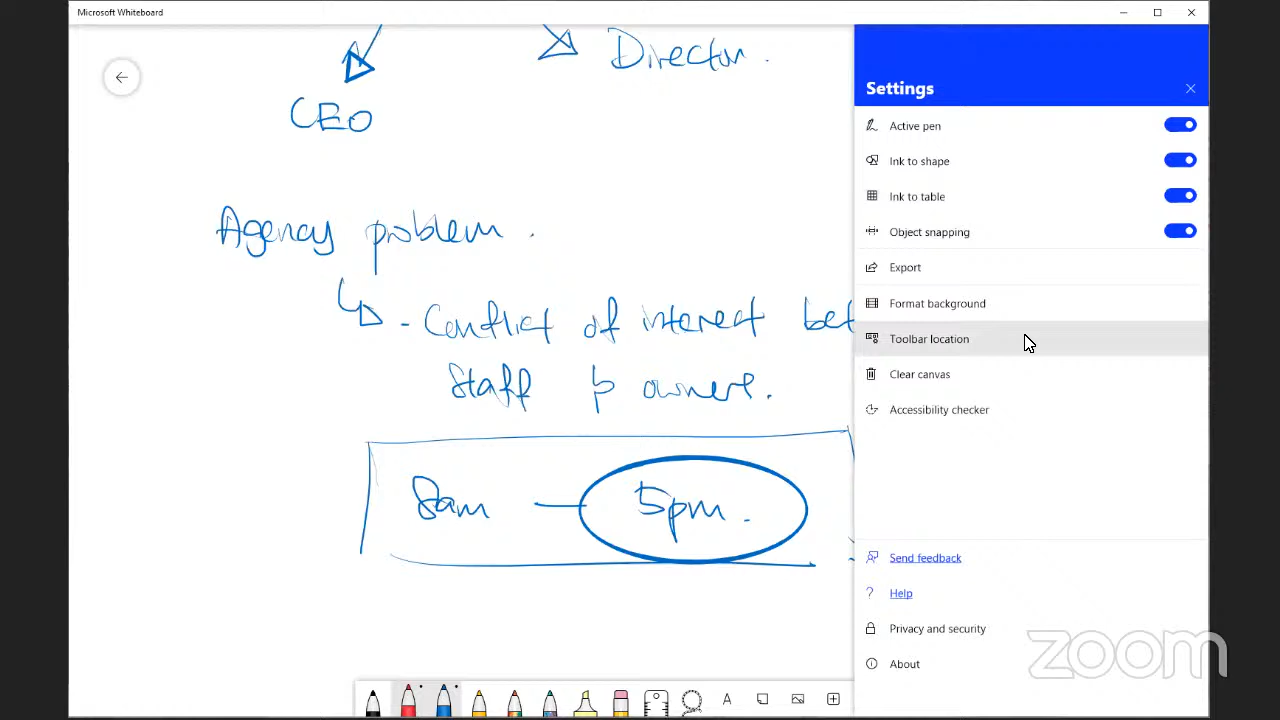 Microsoft Whiteboard
Director.
CEO
Agency problem.
- Conflict of interest bet
Staff & owners.
8am — 5pm.
Settings
Active pen
Ink to shape
Ink to table
Object snapping
Export
Format background
Toolbar location
Clear canvas
Accessibility checker
Send feedback
Help
Privacy and security
About
zoom